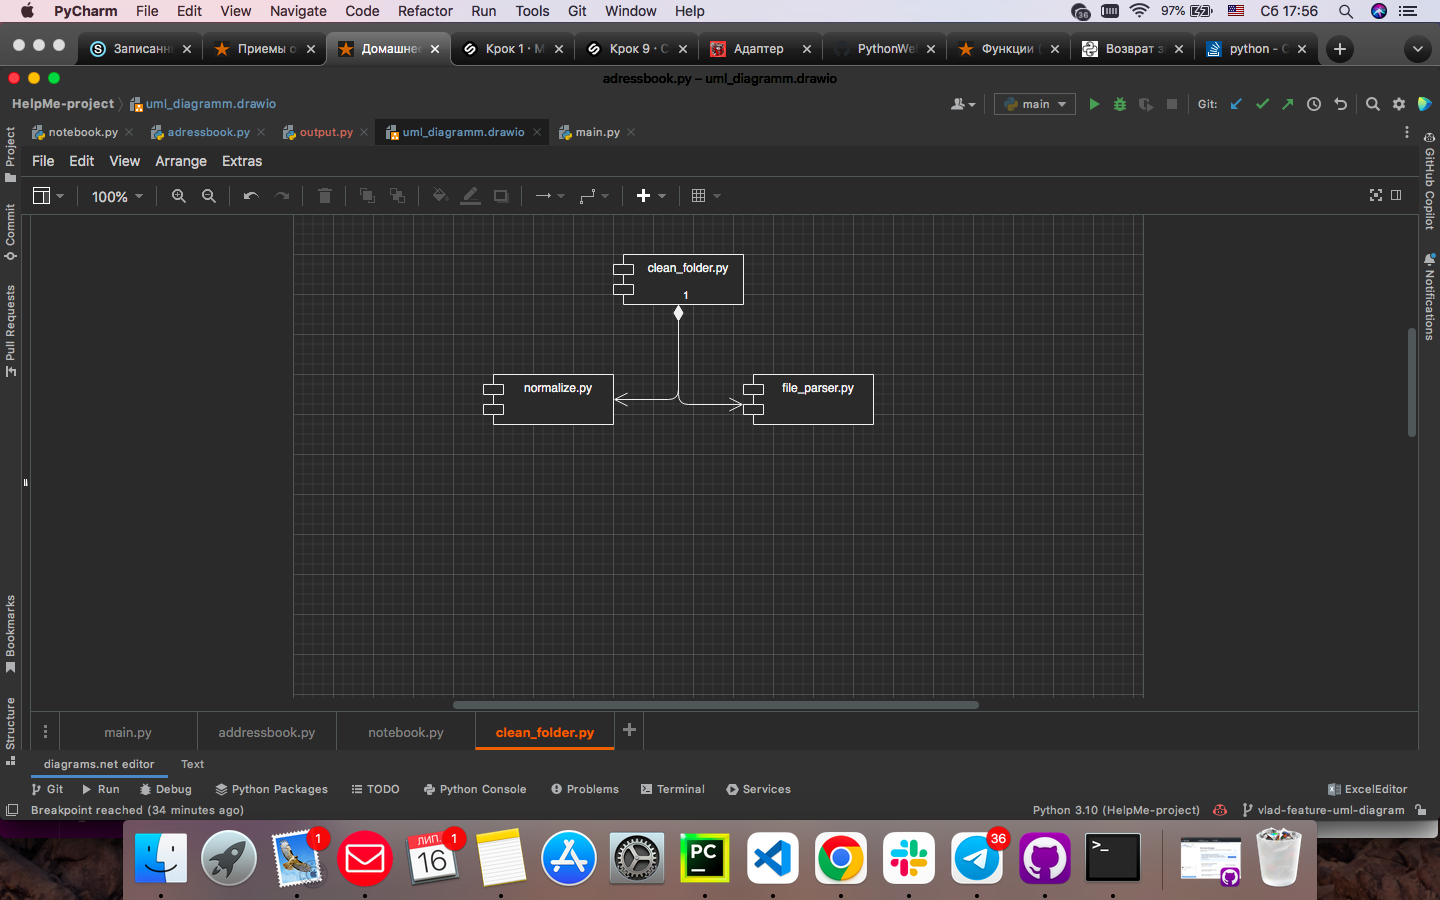 PyCharm File Edit View Navigate Code Refactor Run Tools Git Window Help 36 97% Сб 17:56
Приемы о Домашнее Крок 1 · М Крок 9 · С Адаптер PythonWel Функции ( python - C
adressbook.py – uml_diagramm.drawio
HelpMe-project uml_diagramm.drawio main Git:
notebook.py adressbook.py output.py uml_diagramm.drawio main.py
File Edit View Arrange Extras
100%
Project
Commit
Pull Requests
Bookmarks
Structure
GitHub Copilot
Notifications
clean_folder.py
1
normalize.py file_parser.py
main.py addressbook.py notebook.py clean_folder.py
diagrams.net editor Text
Git Run Debug Python Packages TODO Python Console Problems Terminal Services ExcelEditor
Breakpoint reached (34 minutes ago) Python 3.10 (HelpMe-project) vlad-feature-uml-diagram
1 ЛИП. 16 1 PC 36 >_